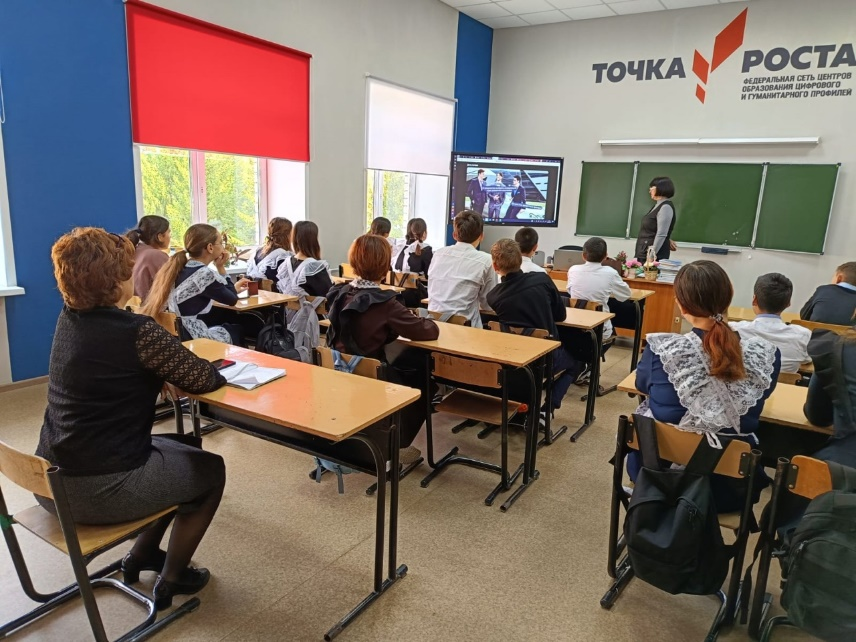 ТОЧКА РОСТА
ФЕДЕРАЛЬНАЯ СЕТЬ ЦЕНТРОВ
ОБРАЗОВАНИЯ ЦИФРОВОГО
И ГУМАНИТАРНОГО ПРОФИЛЕЙ